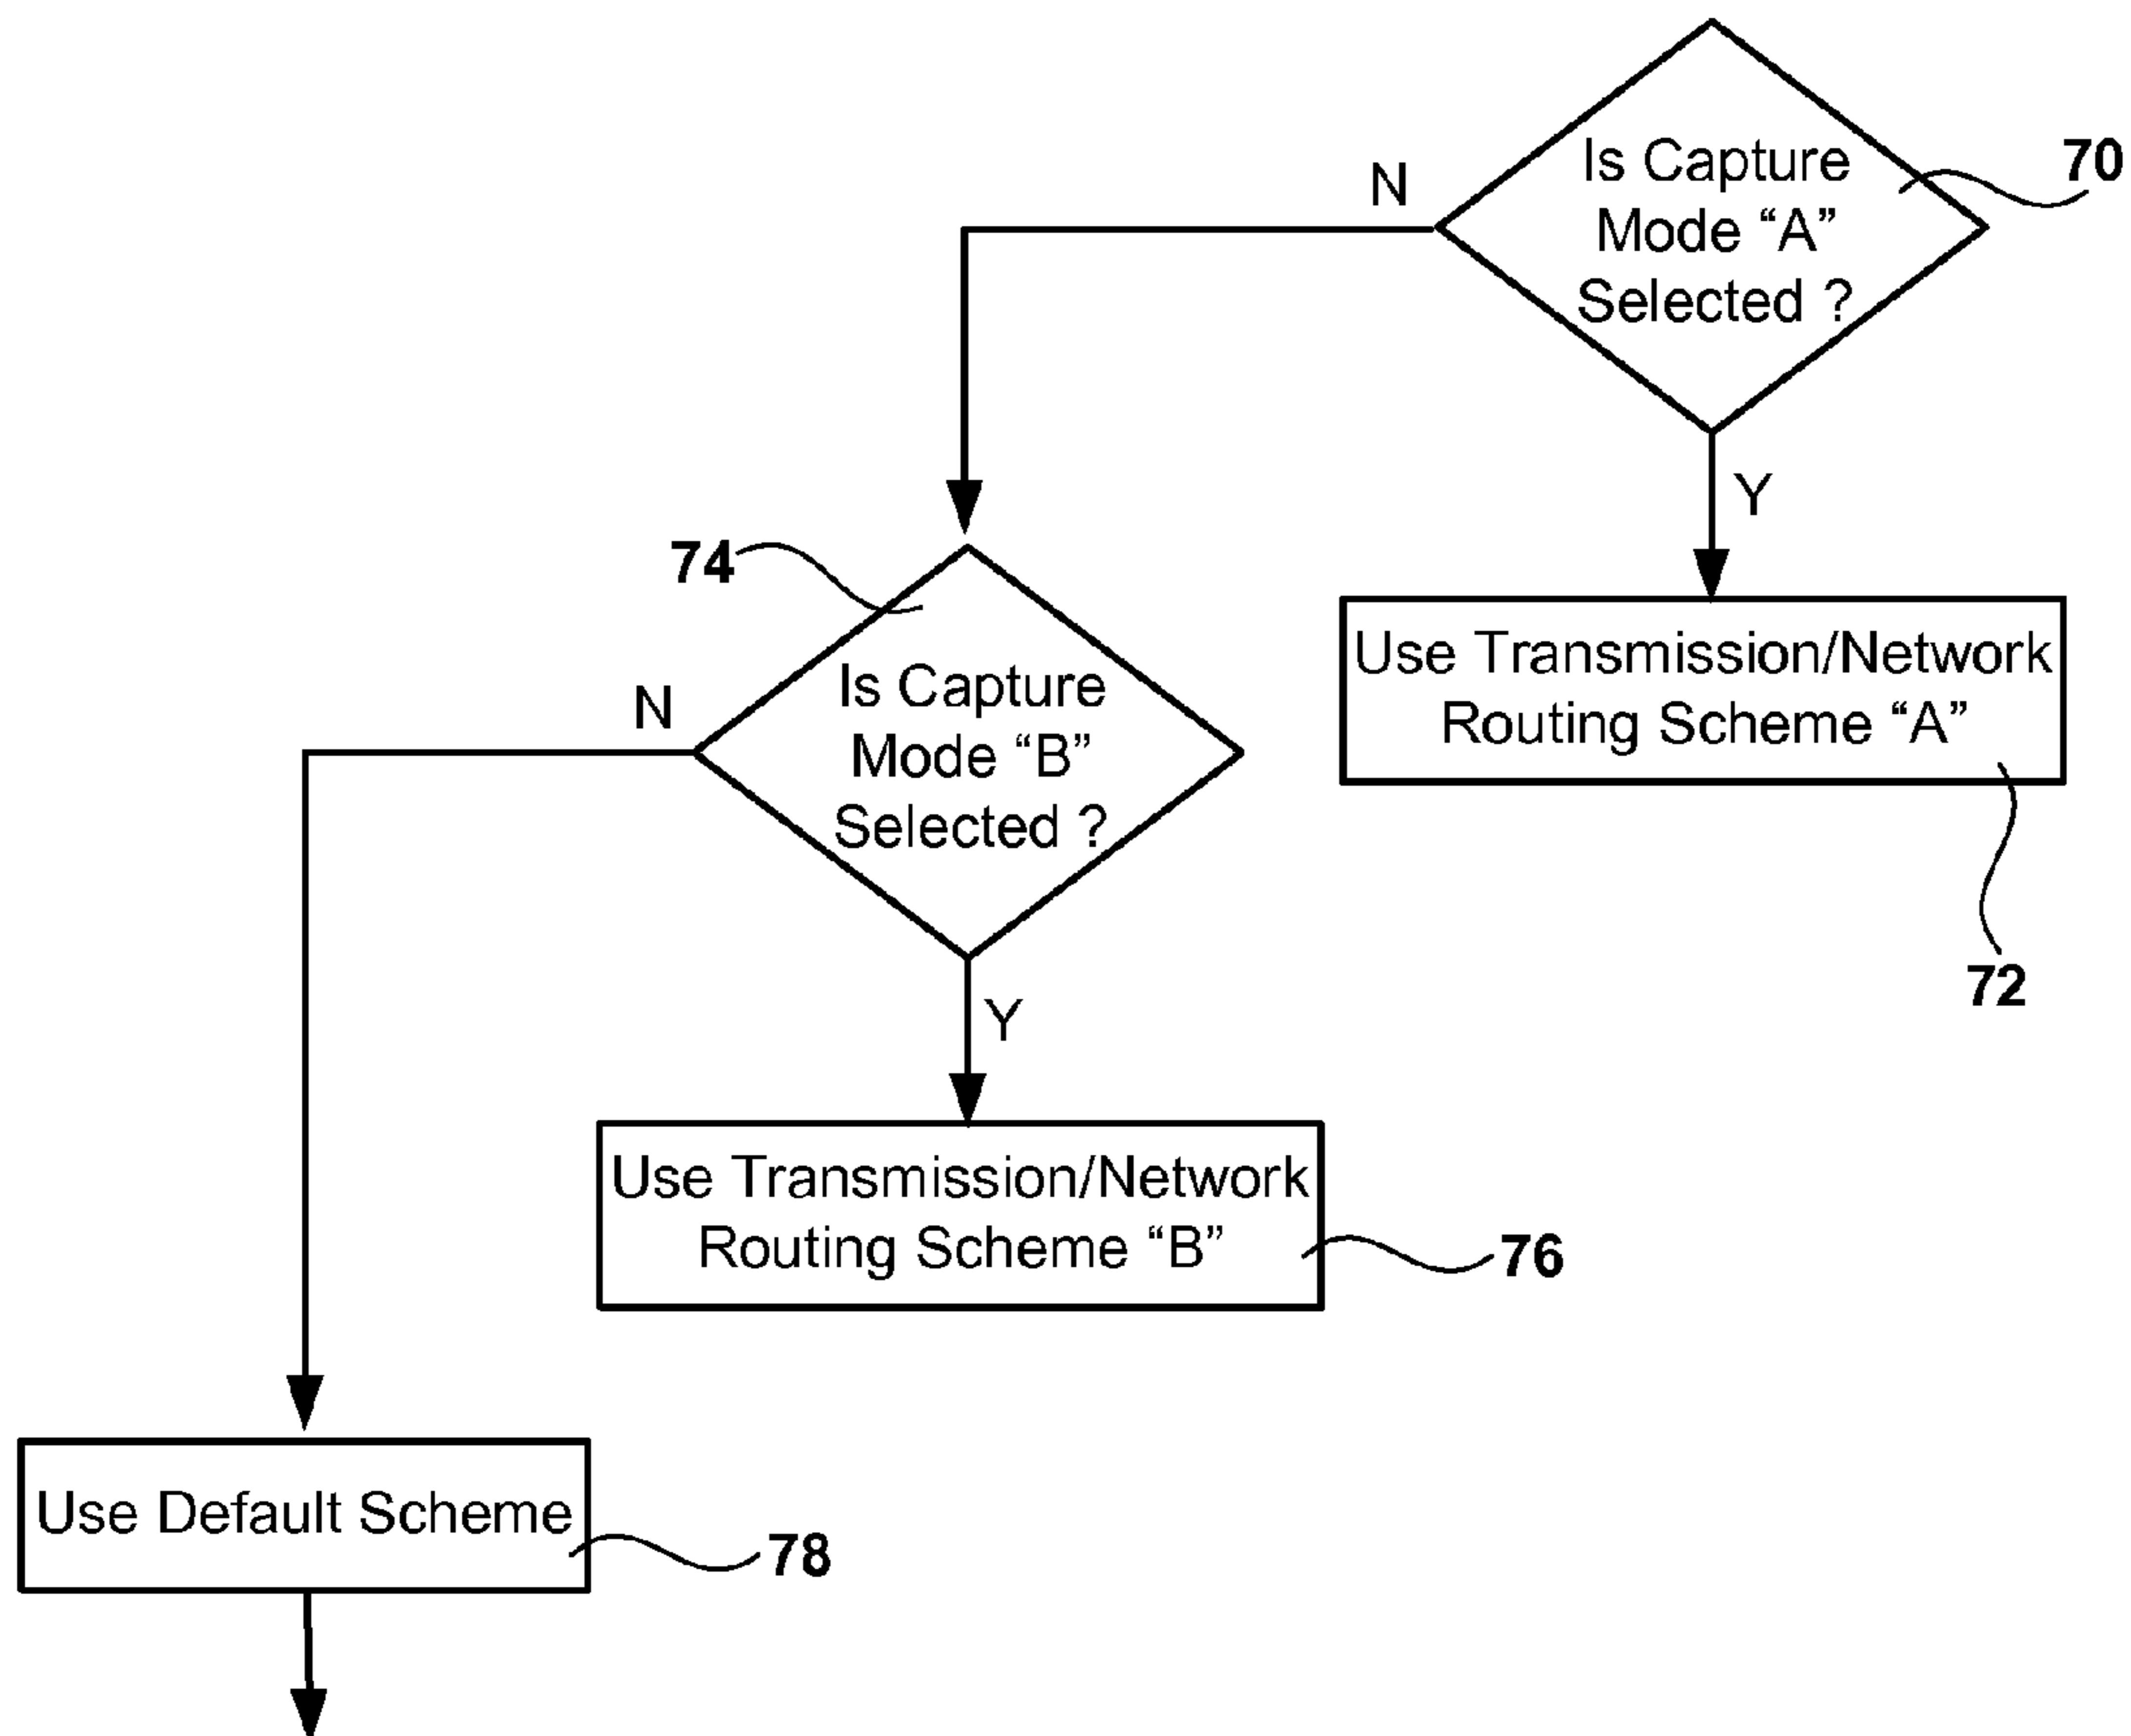 Is Capture
Mode “A”
Selected ?
70
N
Y
Use Transmission/Network
Routing Scheme “A”
72
74
Is Capture
Mode “B”
Selected ?
N
Y
Use Transmission/Network
Routing Scheme “B”
76
Use Default Scheme
78